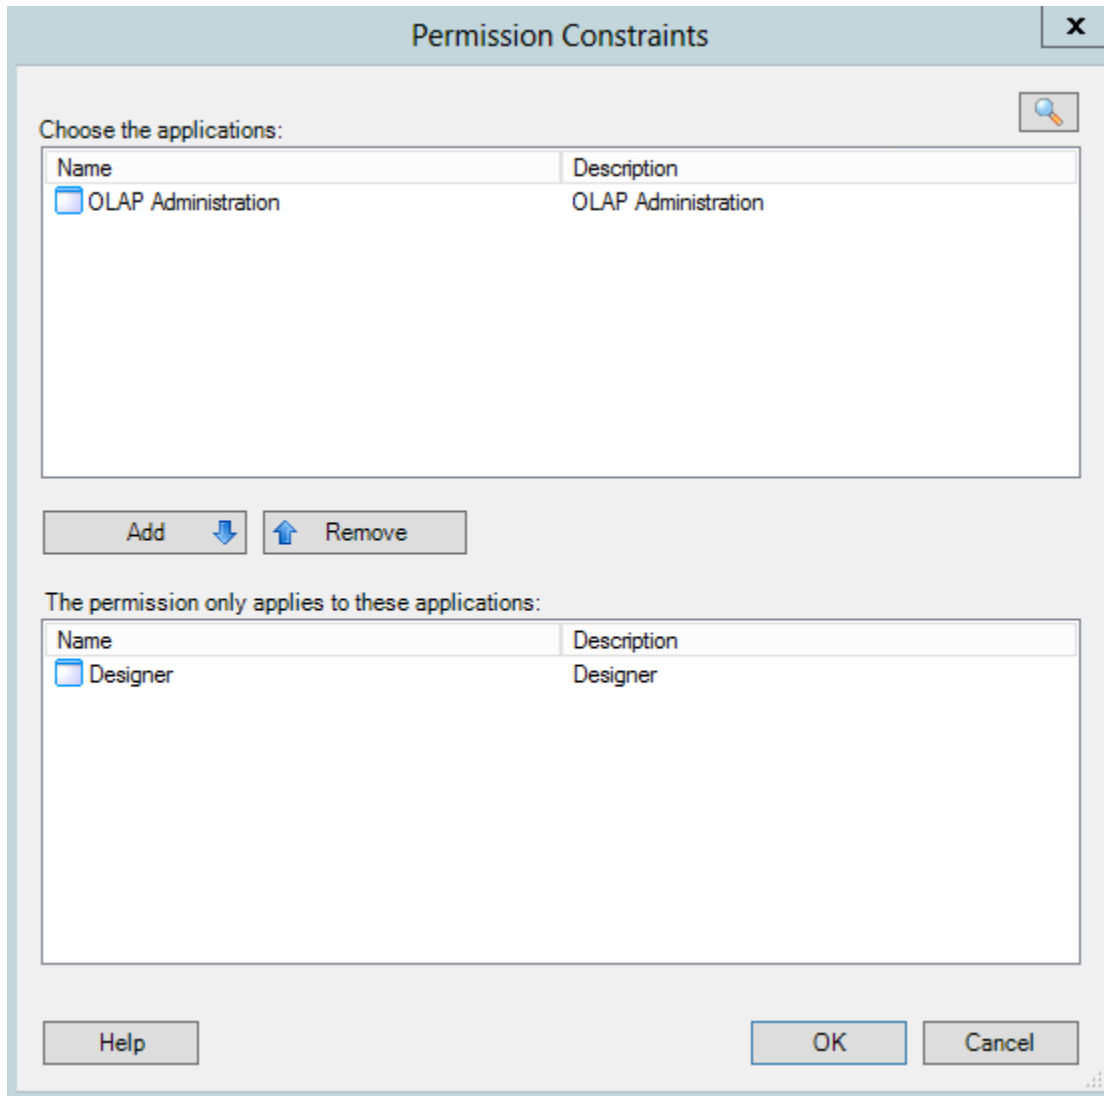 Permission Constraints
x
Choose the applications:
Name Description
OLAP Administration OLAP Administration
Add Remove
The permission only applies to these applications:
Name Description
Designer Designer
Help OK Cancel